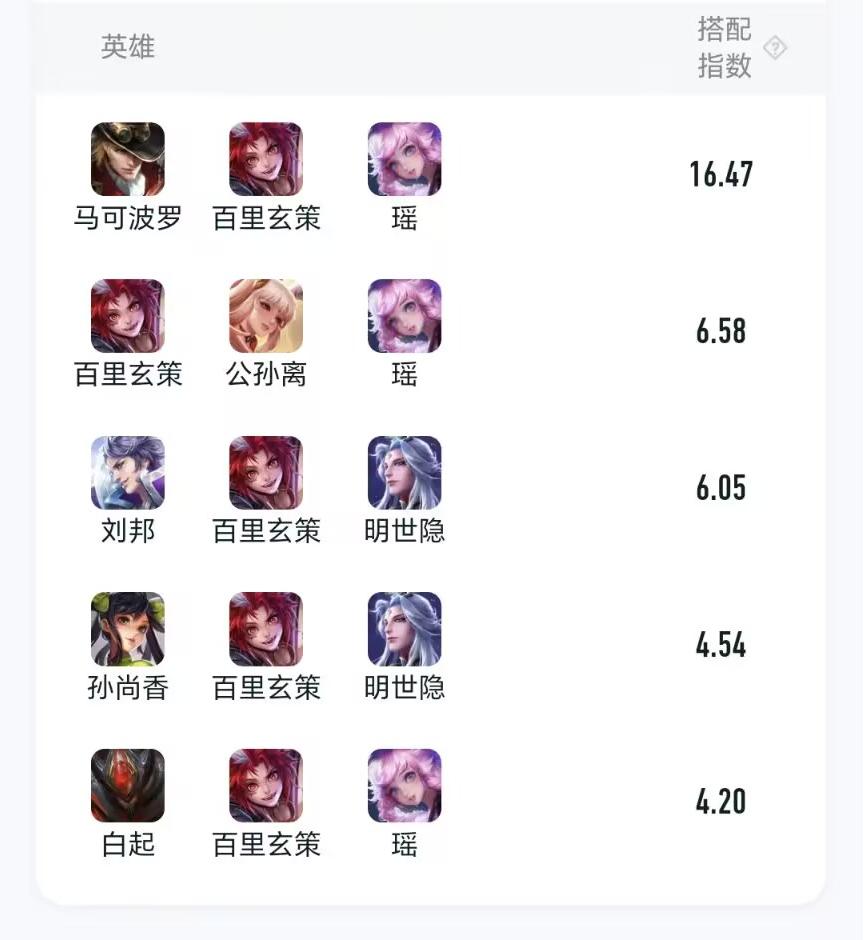 英雄
搭配
指数
?
马可波罗 百里玄策 瑶 16.47
百里玄策 公孙离 瑶 6.58
刘邦 百里玄策 明世隐 6.05
孙尚香 百里玄策 明世隐 4.54
白起 百里玄策 瑶 4.20